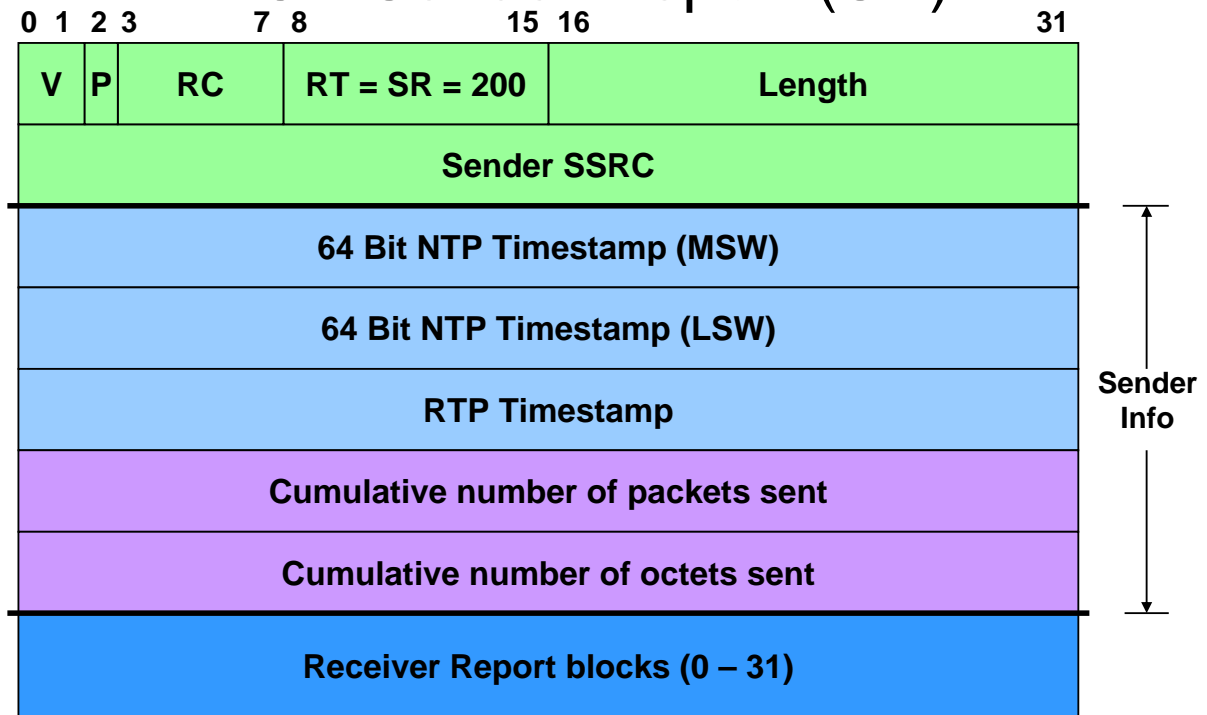 0 1 2 3 7 8 15 16 31
V P RC RT = SR = 200 Length
Sender SSRC
64 Bit NTP Timestamp (MSW)
64 Bit NTP Timestamp (LSW)
RTP Timestamp
Sender
Info
Cumulative number of packets sent
Cumulative number of octets sent
Receiver Report blocks (0 – 31)